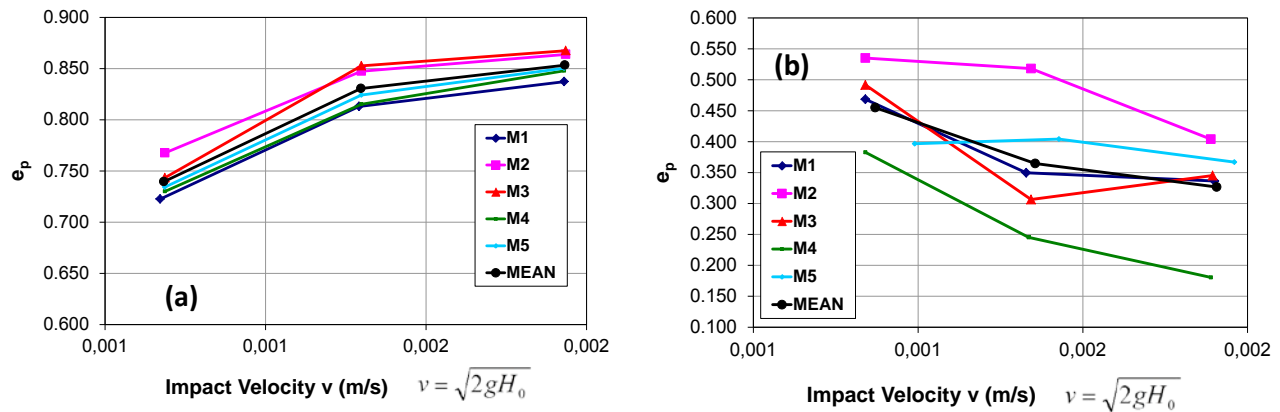 0.900
0.850
0.800
0.750
0.700
0.650
0.600
e_p
(a)
M1
M2
M3
M4
M5
MEAN
0,001
0,001
0,002
0,002
Impact Velocity v (m/s) v = √2gH₀
0.600
0.550
0.500
0.450
0.400
0.350
0.300
0.250
0.200
0.150
0.100
e_p
(b)
M1
M2
M3
M4
M5
MEAN
0,001
0,001
0,002
0,002
Impact Velocity v (m/s) v = √2gH₀